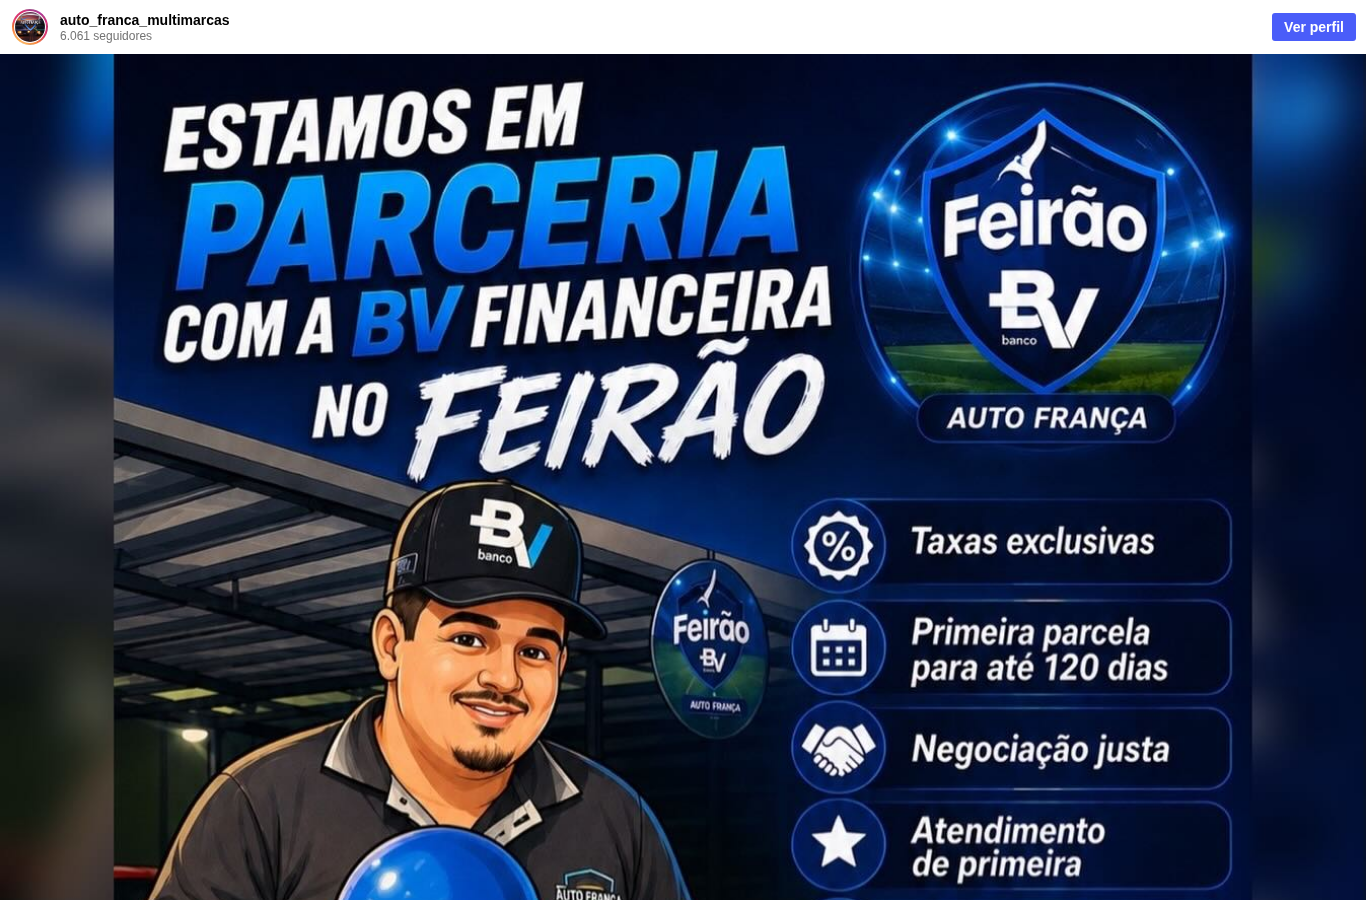 auto_franca_multimarcas
6.061 seguidores
Ver perfil
ESTAMOS EM
PARCERIA
COM A BV FINANCEIRA
NO FEIRÃO
Feirão
BV
banco
AUTO FRANÇA
BV
banco
Feirão
BV
AUTO FRANÇA
Taxas exclusivas
Primeira parcela
para até 120 dias
Negociação justa
Atendimento
de primeira
AUTO FRANÇA